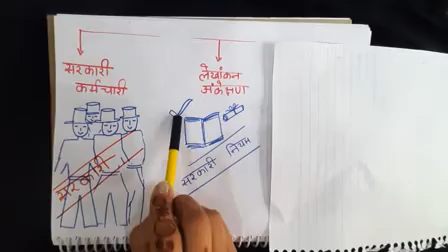 सरकारी
कर्मचारी
सरकारी
लेखांकन
व
अंकेक्षण
सरकारी नियम